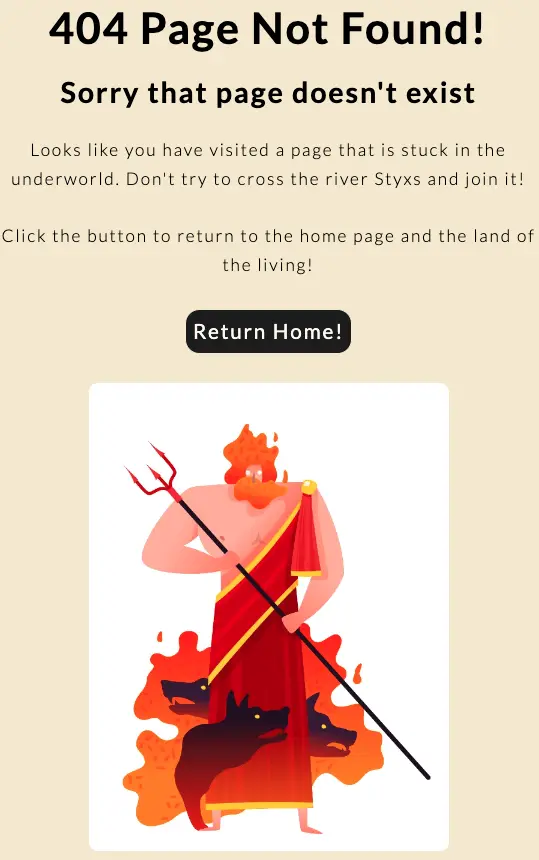 404 Page Not Found!
Sorry that page doesn't exist
Looks like you have visited a page that is stuck in the
underworld. Don't try to cross the river Styxs and join it!
Click the button to return to the home page and the land of
the living!
Return Home!